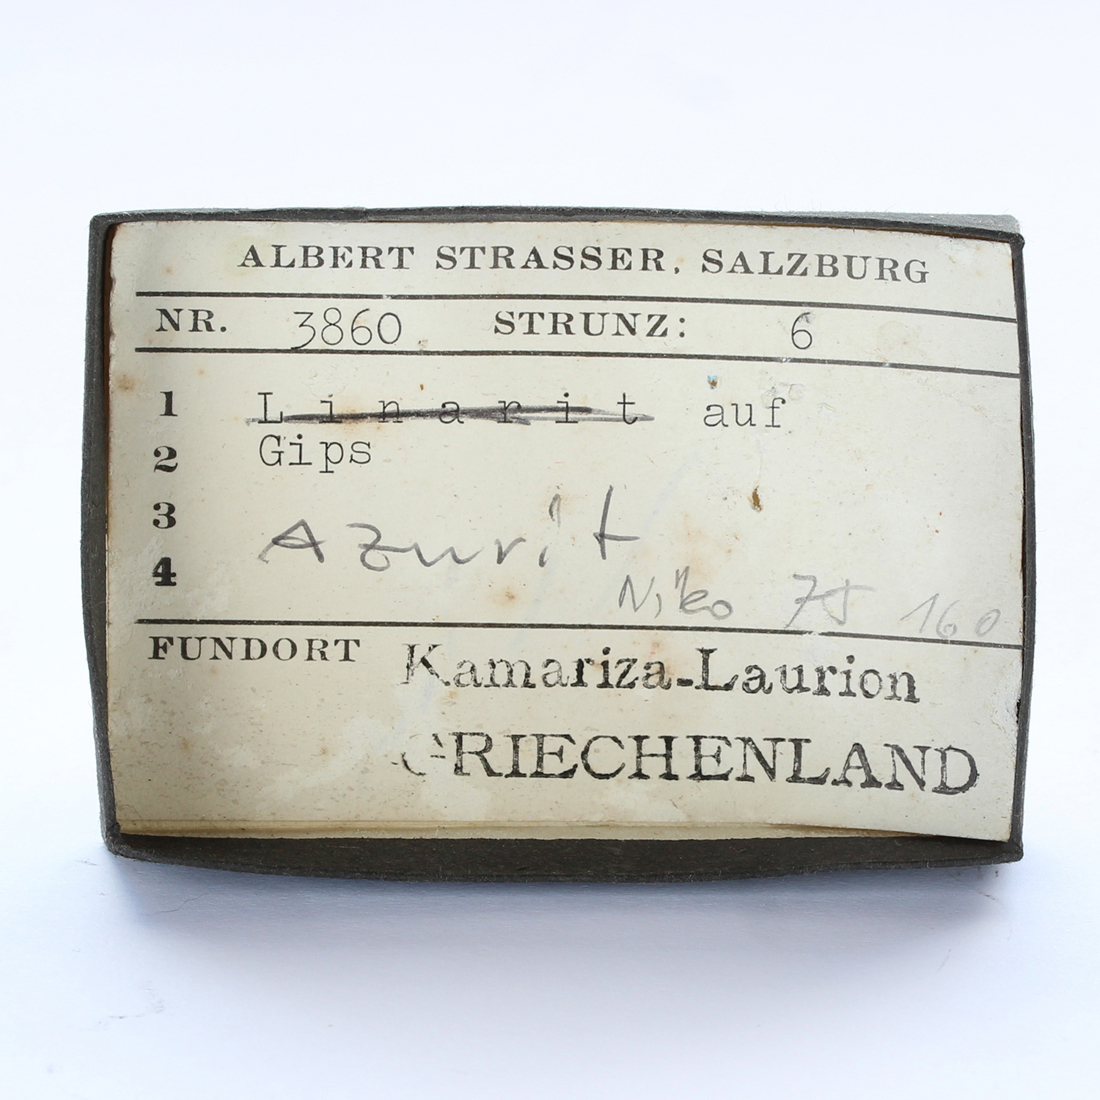 ALBERT STRASSER, SALZBURG
NR. 3860 STRUNZ: 6
1 Linarit auf
2 Gips
3
Azurit
4
Niko 75 160
FUNDORT Kamariza-Laurion
GRIECHENLAND